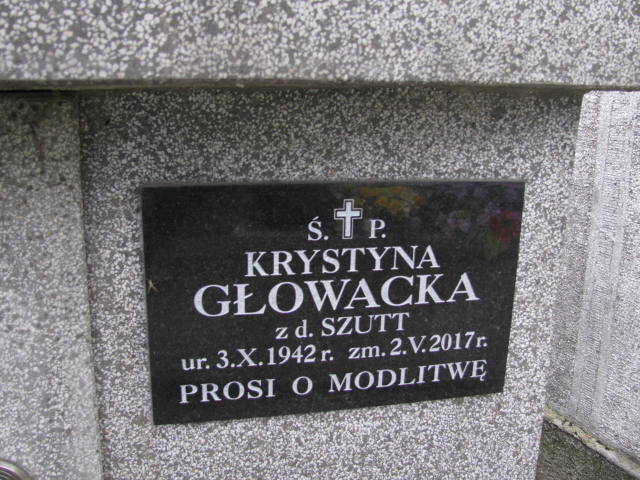 Ś. P.
KRYSTYNA
GŁOWACKA
z d. SZUTT
ur. 3.X.1942 r. zm. 2.V.2017 r.
PROSI O MODLITWĘ